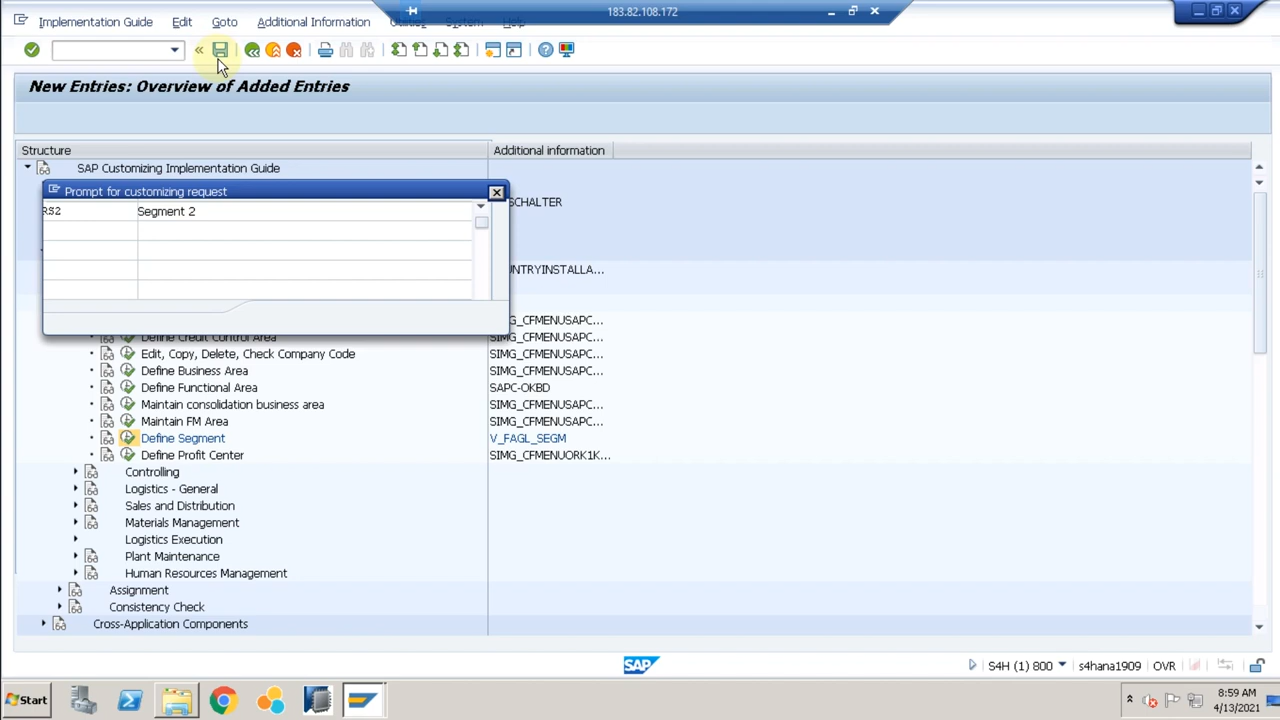 183.82.108.172
Implementation Guide Edit Goto Additional Information Utilities System Help
New Entries: Overview of Added Entries
Structure Additional information
SAP Customizing Implementation Guide
Prompt for customizing request
RS2 Segment 2
SCHALTER
UNTRYINSTALLA...
G_CFMENUSAPC...
Define Credit Control Area SIMG_CFMENUSAPC...
Edit, Copy, Delete, Check Company Code SIMG_CFMENUSAPC...
Define Business Area SIMG_CFMENUSAPC...
Define Functional Area SAPC-OKBD
Maintain consolidation business area SIMG_CFMENUSAPC...
Maintain FM Area SIMG_CFMENUSAPC...
Define Segment V_FAGL_SEGM
Define Profit Center SIMG_CFMENUORK1K...
Controlling
Logistics - General
Sales and Distribution
Materials Management
Logistics Execution
Plant Maintenance
Human Resources Management
Assignment
Consistency Check
Cross-Application Components
SAP S4H (1) 800 s4hana1909 OVR
Start 8:59 AM
4/13/2021